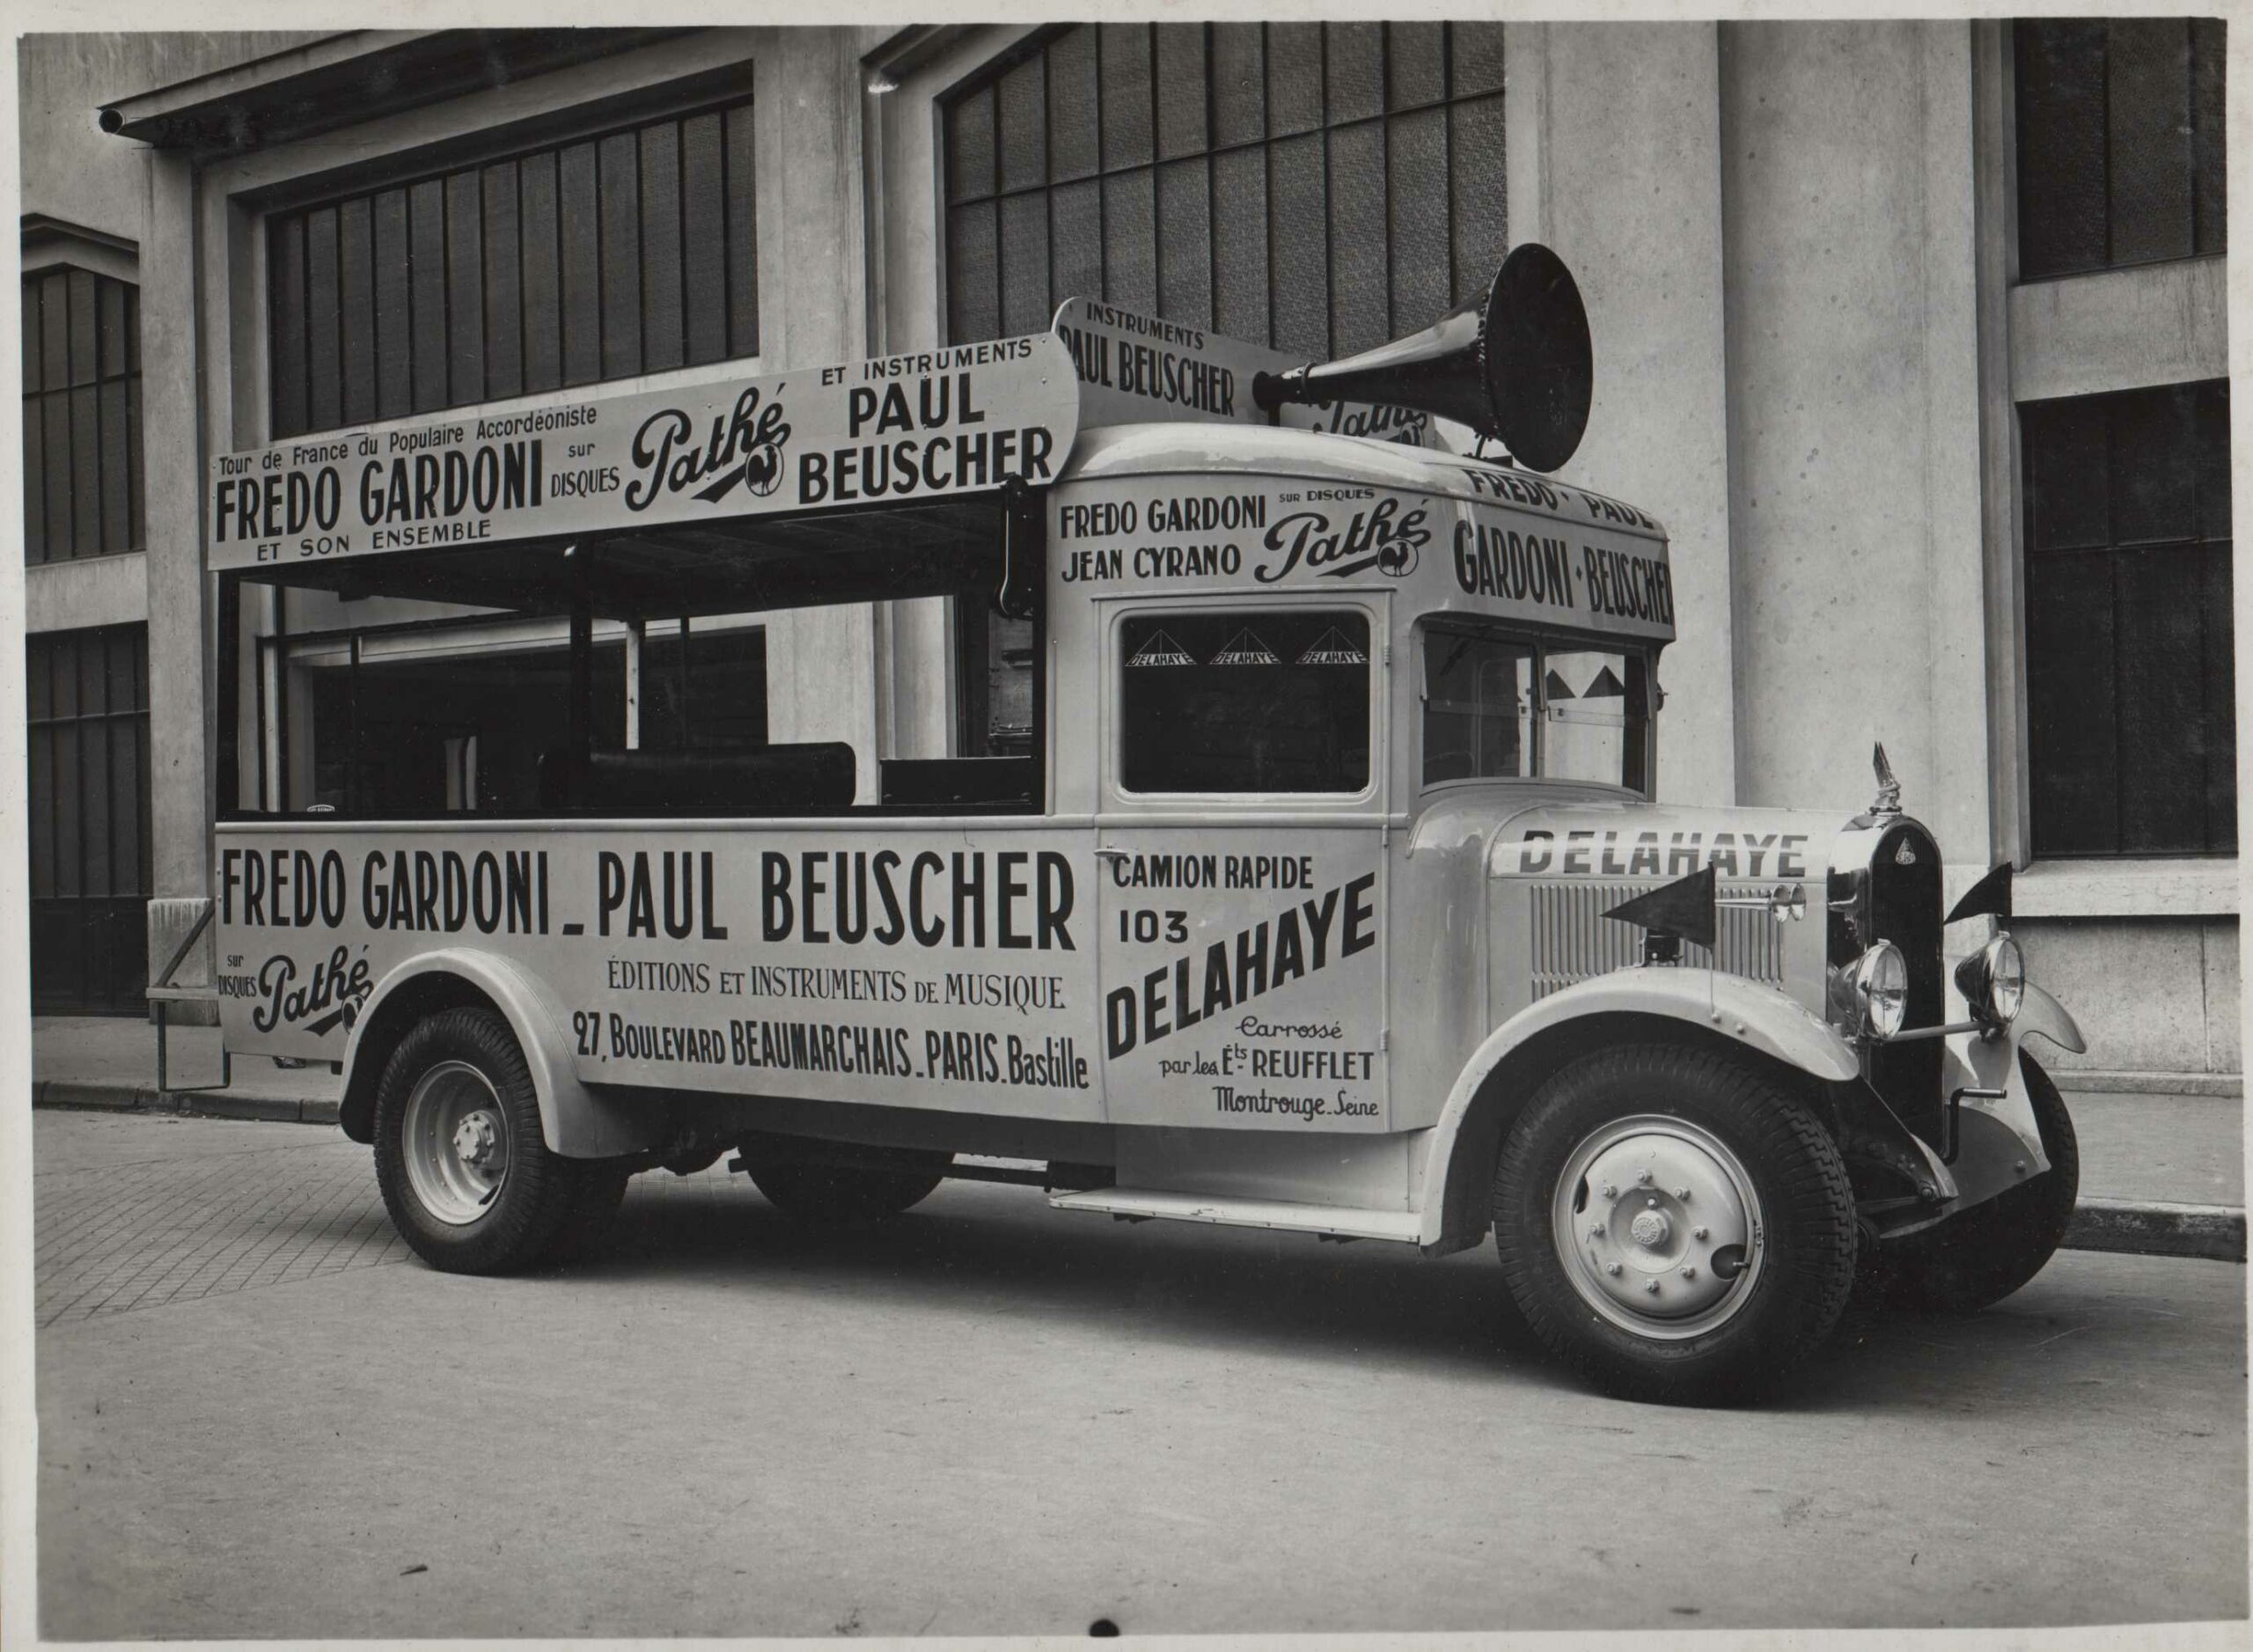 INSTRUMENTS
PAUL BEUSCHER
Pathé
Tour de France du Populaire Accordéoniste
FREDO GARDONI
ET SON ENSEMBLE
sur
DISQUES
Pathé
ET INSTRUMENTS
PAUL
BEUSCHER
FREDO GARDONI
JEAN CYRANO
SUR DISQUES
Pathé
FREDO - PAUL
GARDONI - BEUSCHER
DELAHAYE DELAHAYE DELAHAYE
DELAHAYE
FREDO GARDONI _ PAUL BEUSCHER
sur
DISQUES
Pathé
ÉDITIONS ET INSTRUMENTS DE MUSIQUE
27, BOULEVARD BEAUMARCHAIS _ PARIS. Bastille
CAMION RAPIDE
103
DELAHAYE
Carrossé
par les Éts REUFFLET
Montrouge _ Seine